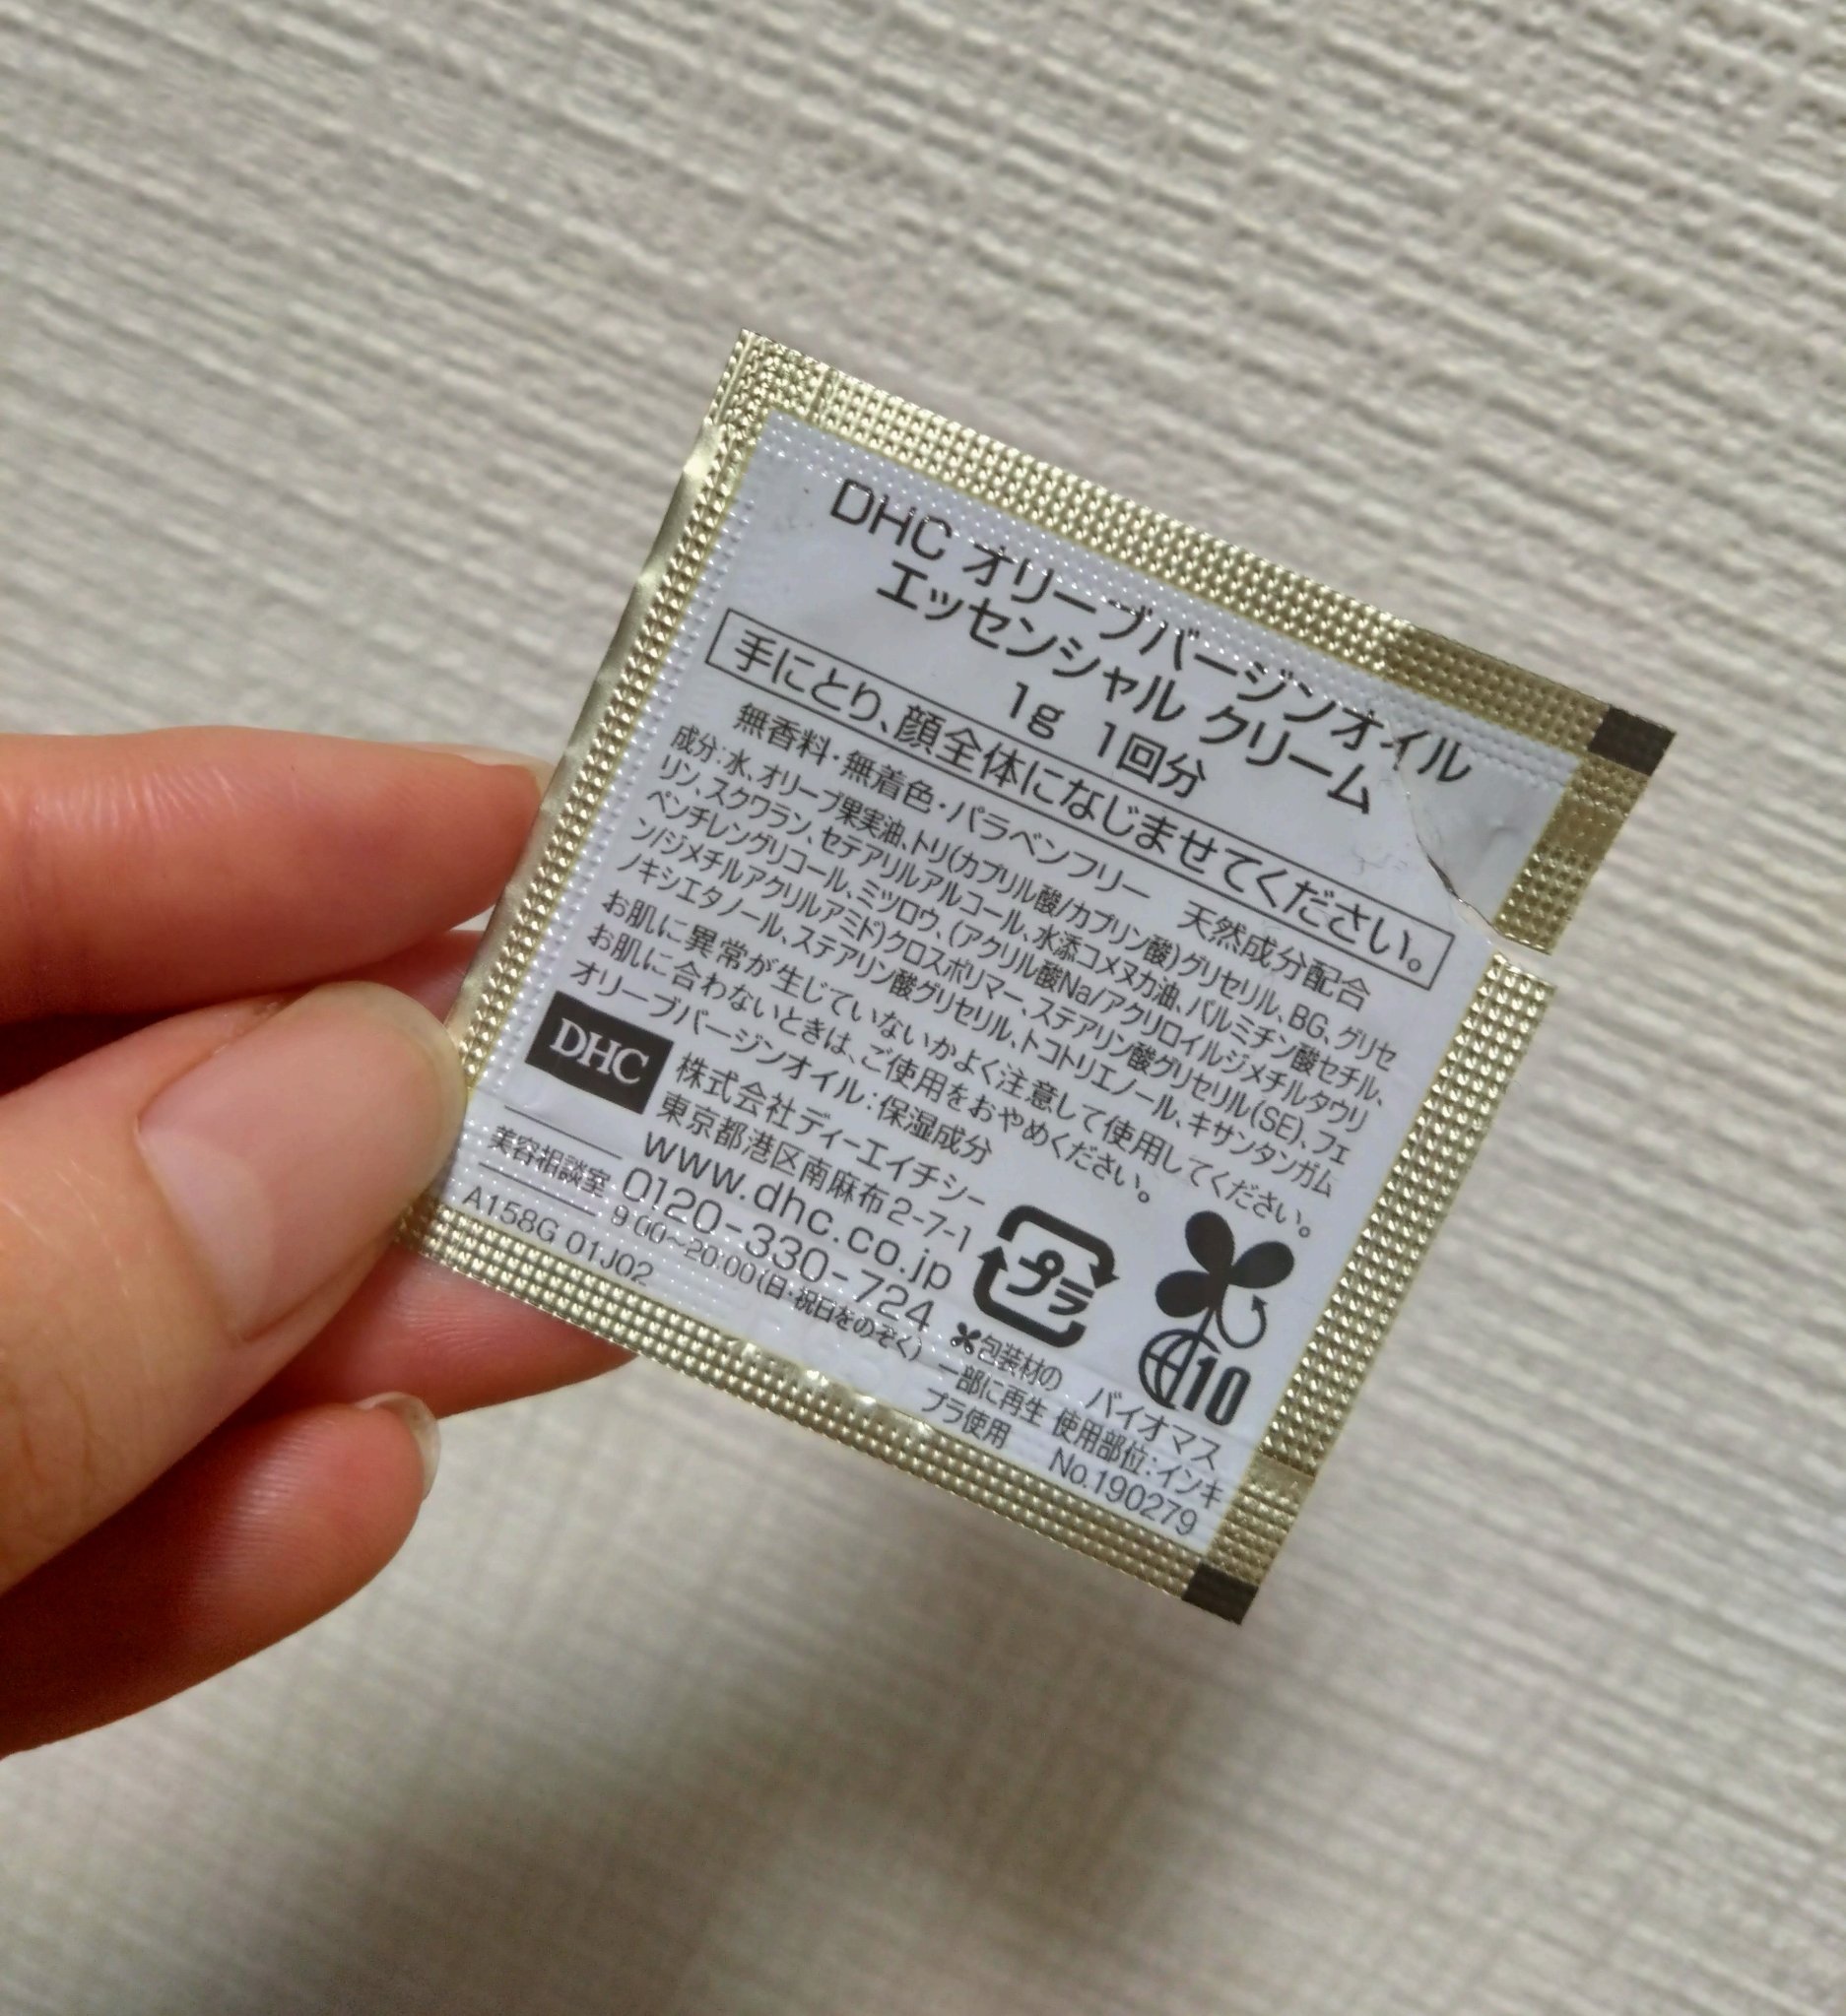 DHC オリーブバージンオイル
エッセンシャル クリーム
1g 1回分
手にとり、顔全体になじませてください。
無香料・無着色・パラベンフリー 天然成分配合
成分：水、オリーブ果実油、トリ(カプリル酸/カプリン酸)グリセリル、BG、グリセ
リン、スクワラン、セテアリルアルコール、水添コメヌカ油、パルミチン酸セチル、
ペンチレングリコール、ミツロウ、(アクリル酸Na/アクリロイルジメチルタウリ
ン/ジメチルアクリルアミド)クロスポリマー、ステアリン酸グリセリル(SE)、フェ
ノキシエタノール、ステアリン酸グリセリル、トコトリエノール、キサンタンガム
お肌に異常が生じていないかよく注意して使用してください。
お肌に合わないときは、ご使用をおやめください。
オリーブバージンオイル：保湿成分
DHC
株式会社ディーエイチシー
東京都港区南麻布2-7-1
www.dhc.co.jp
美容相談室 0120-330-724
9:00～20:00(日・祝日をのぞく)
A158G 01J02
プラ
包装材の
一部に再生
プラ使用
10
バイオマス
使用部位：インキ
No.190279